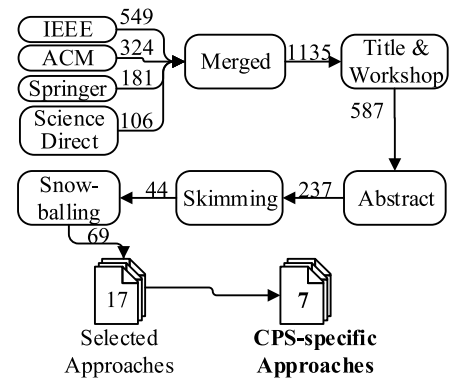 IEEE
549
ACM
324
Springer
181
Science
Direct
106
Merged
1135
Title &
Workshop
587
Abstract
237
Skimming
44
Snow-
balling
69
17
Selected
Approaches
7
CPS-specific
Approaches